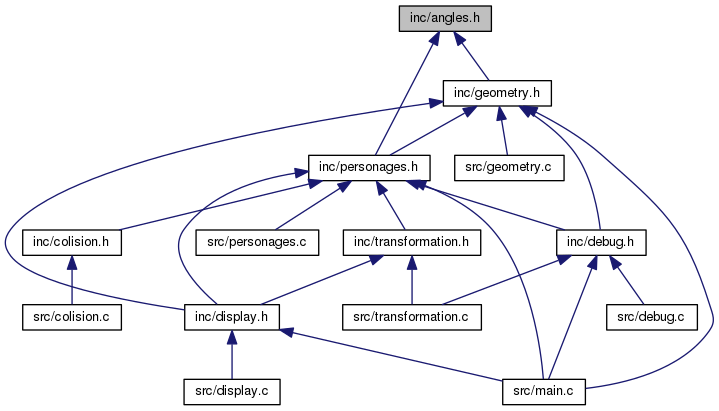 inc/angles.h
inc/geometry.h
inc/personages.h
src/geometry.c
inc/colision.h
src/personages.c
inc/transformation.h
inc/debug.h
src/colision.c
inc/display.h
src/transformation.c
src/debug.c
src/display.c
src/main.c